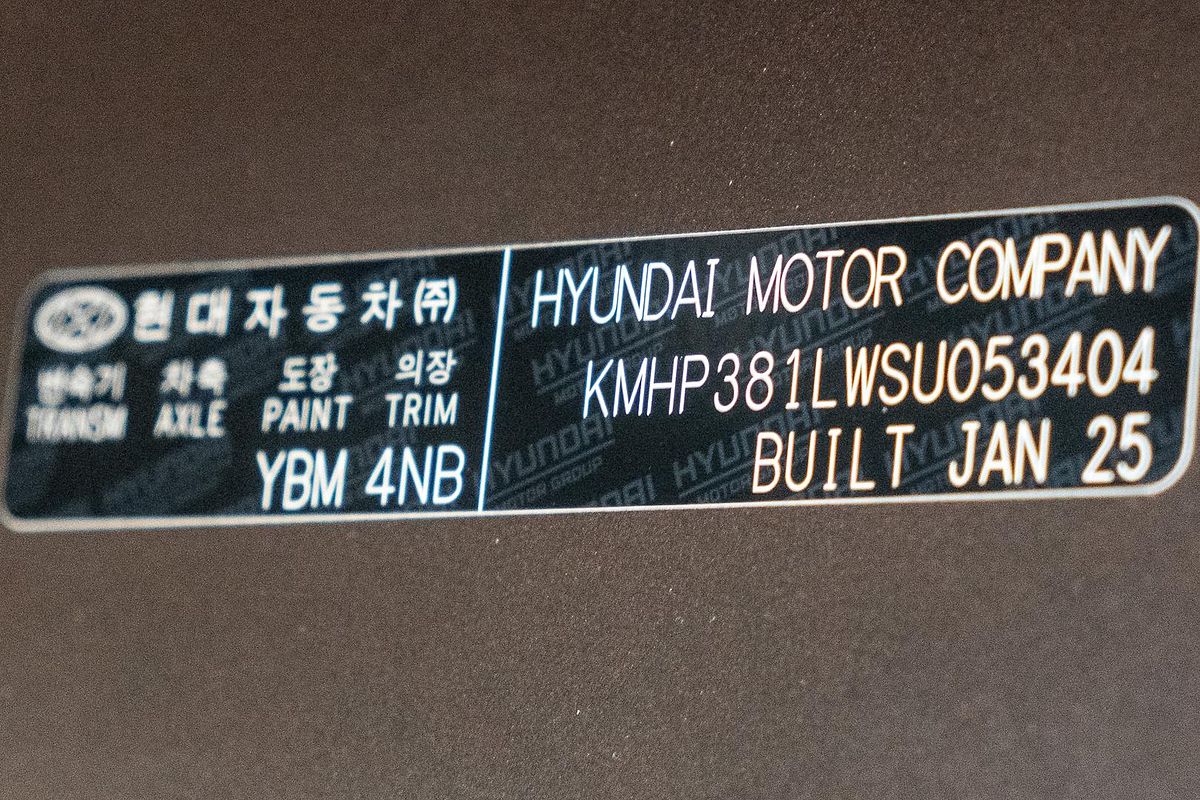 현대자동차㈜
변속기 차축 도장 의장
TRANSM AXLE PAINT TRIM
YBM 4NB
HYUNDAI MOTOR COMPANY
KMHP381LWSU053404
BUILT JAN 25